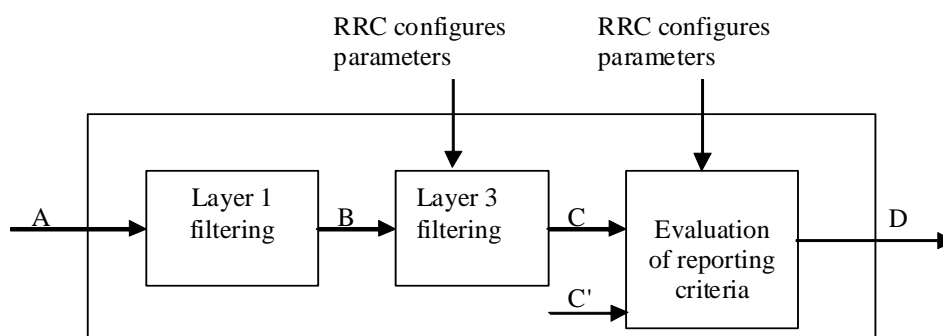 RRC configures
parameters
RRC configures
parameters
Layer 1
filtering
Layer 3
filtering
A
B
C
D
Evaluation
of reporting
criteria
C'